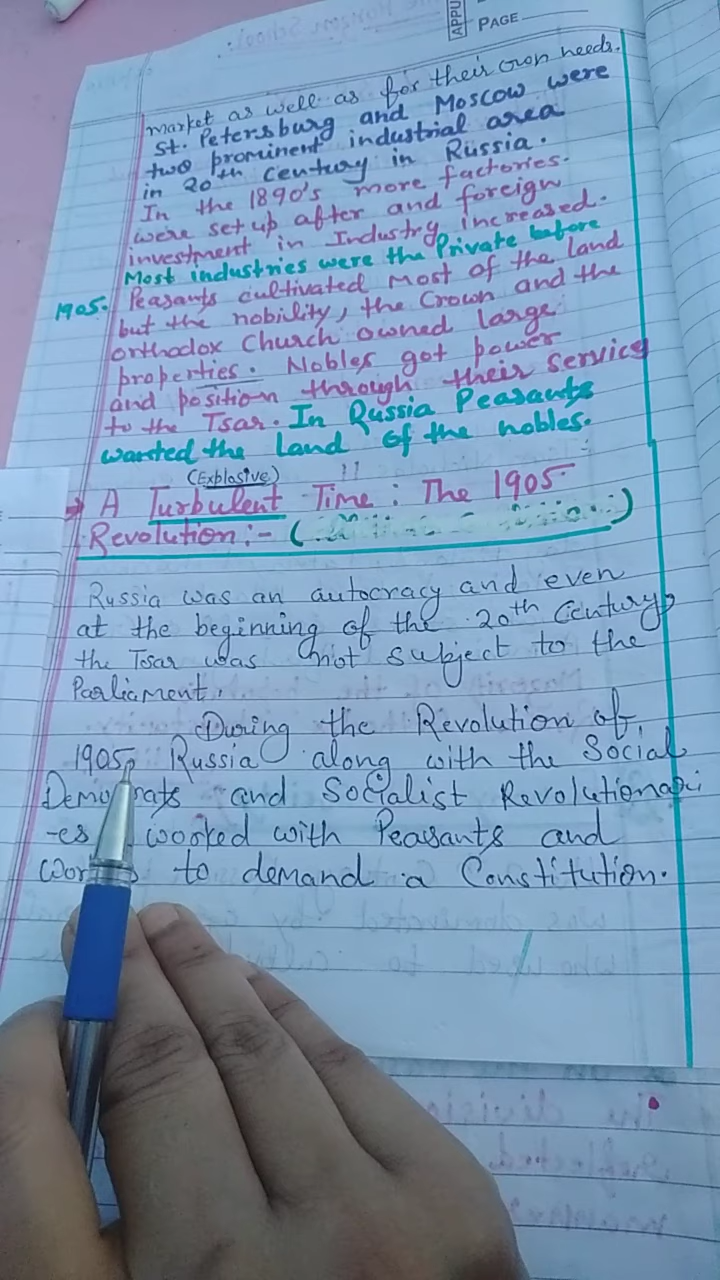 PAGE
market as well as for their own needs.
St. Petersburg and Moscow were
two prominent industrial area
in 20th Century in Russia.
In the 1890's more factories.
were set up after and foreign
investment in Industry increased.
Most industries were the Private before
1905. Peasants cultivated most of the land
but the nobility, the Crown and the
orthodox Church owned large
properties. Nobles got power
and position through their service
to the Tsar. In Russia Peasants
wanted the land of the nobles.
(Explosive)
→ A Turbulent Time: The 1905
Revolution:- (
Russia was an autocracy and even
at the beginning of the 20th Century,
the Tsar was not subject to the
Parliament.
During the Revolution of
1905, Russia along with the Social
and Socialist Revolutionari
-es worked with Peasants and
to demand a Constitution.